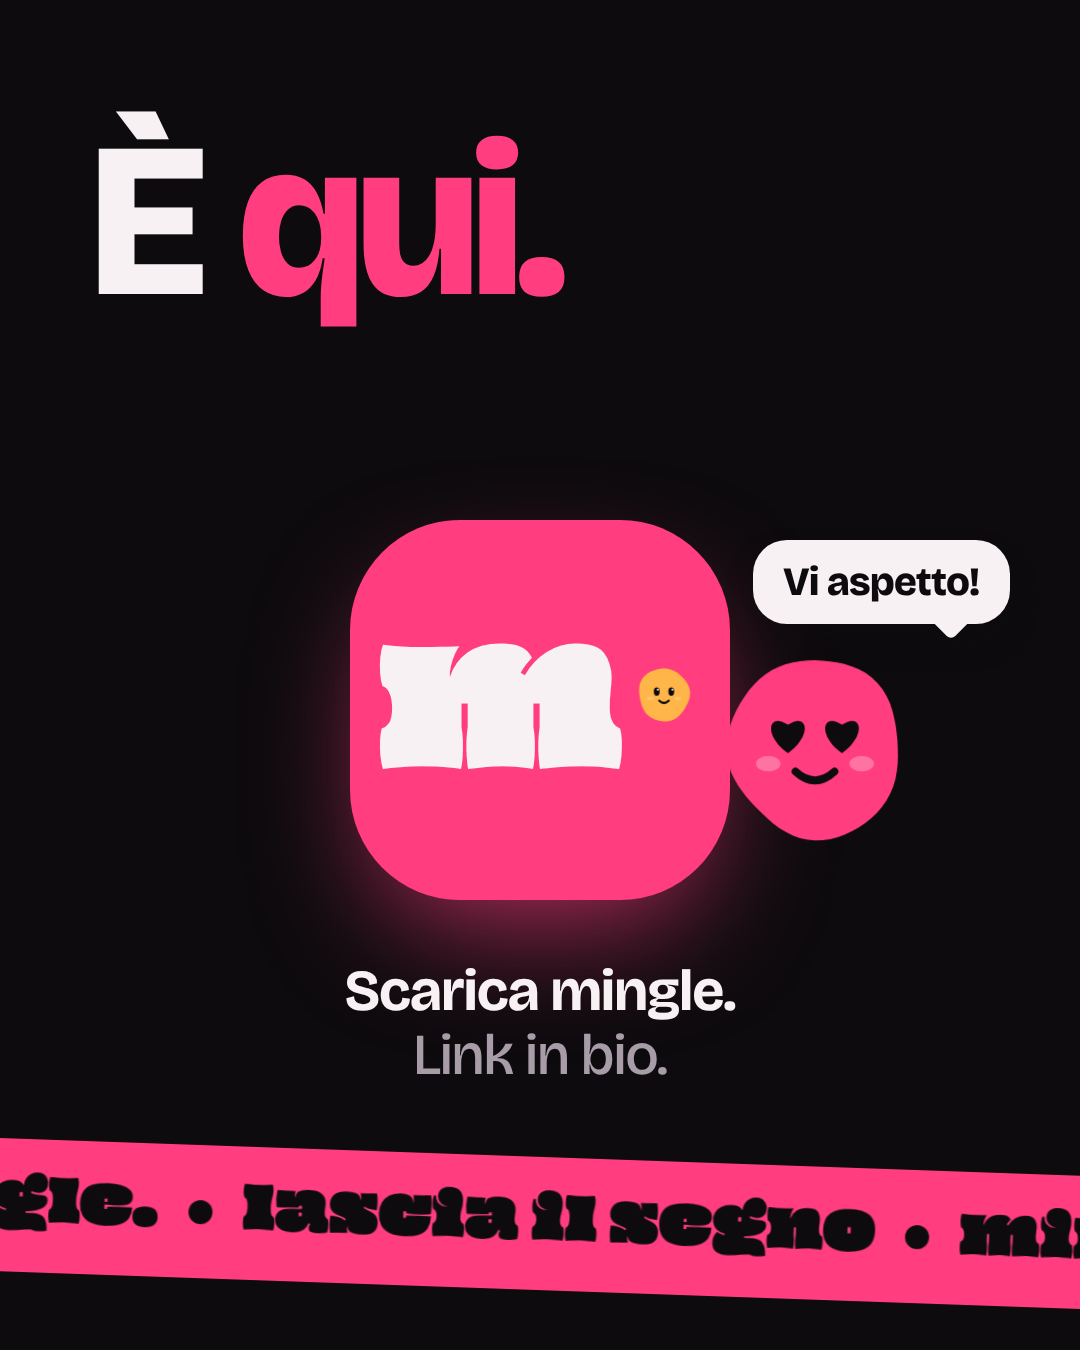 È qui.
Vi aspetto!
m
Scarica mingle.
Link in bio.
gle. • lascia il segno • mi